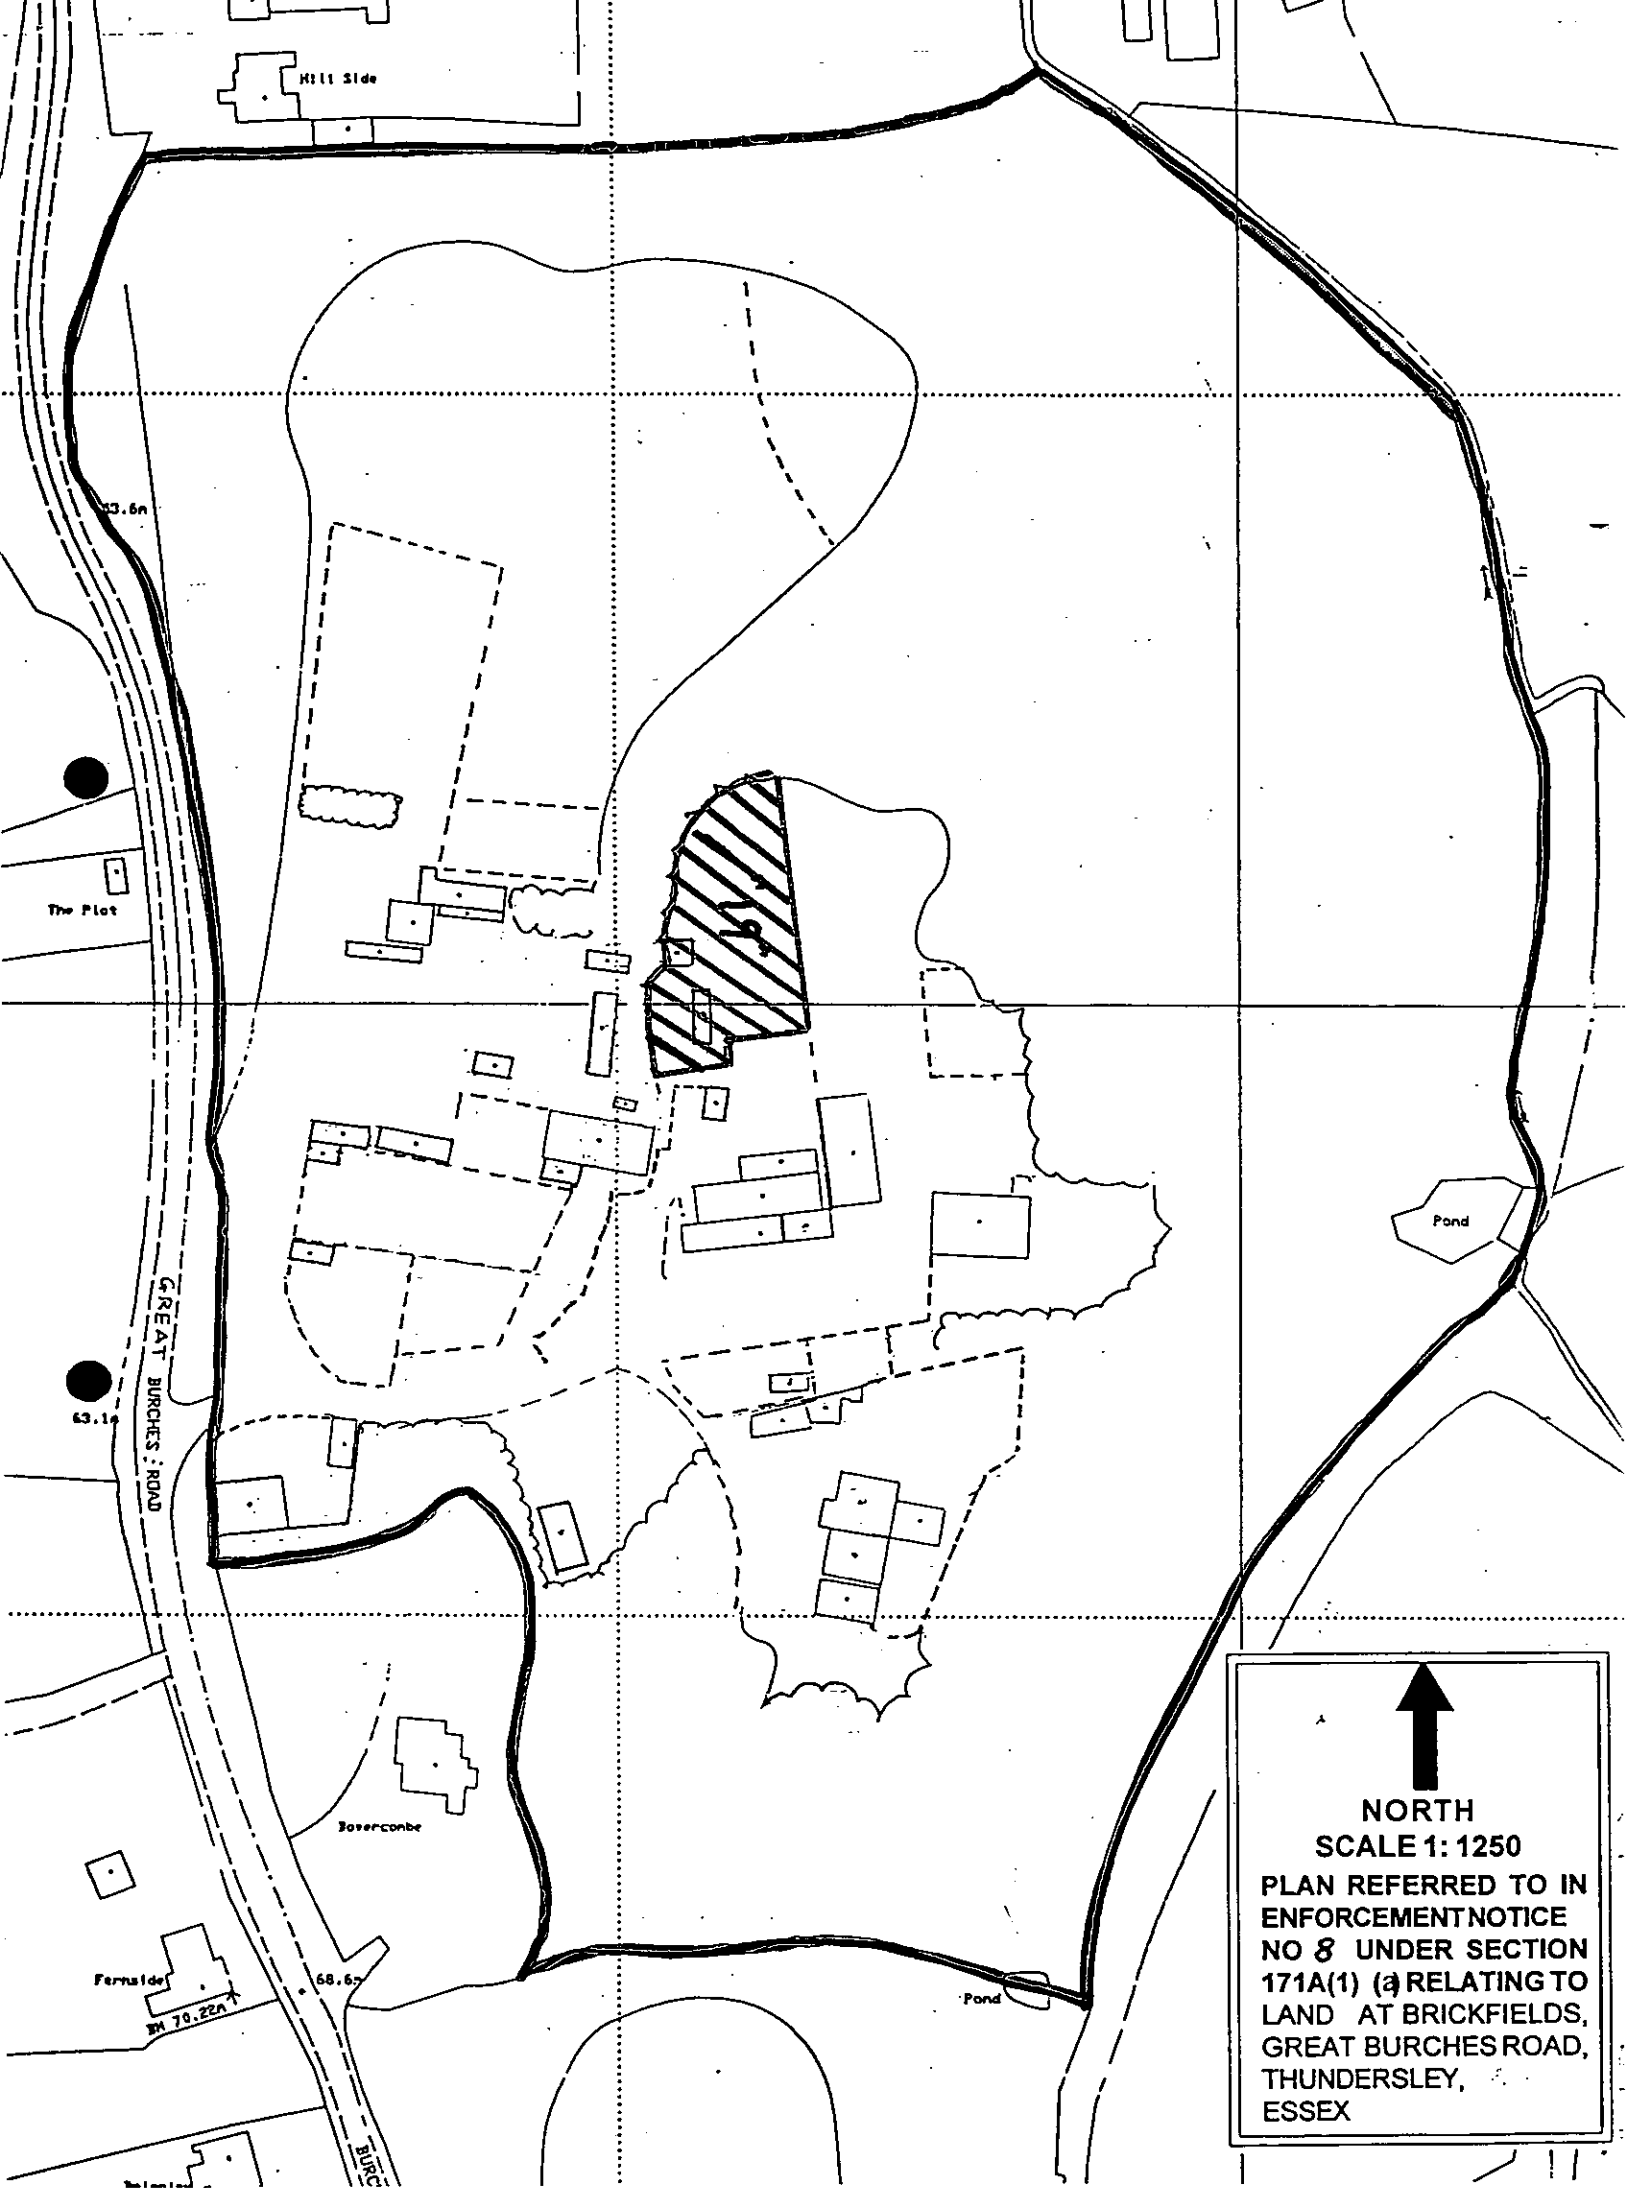 Hill Side
63.6m
The Plot
GREAT BURCHES ROAD
63.1m
Pond
Fernside
BM 70.22m
68.6m
Pond
NORTH
SCALE 1: 1250
PLAN REFERRED TO IN
ENFORCEMENT NOTICE
NO 8 UNDER SECTION
171A(1) (a) RELATING TO
LAND AT BRICKFIELDS,
GREAT BURCHES ROAD,
THUNDERSLEY,
ESSEX
BURC